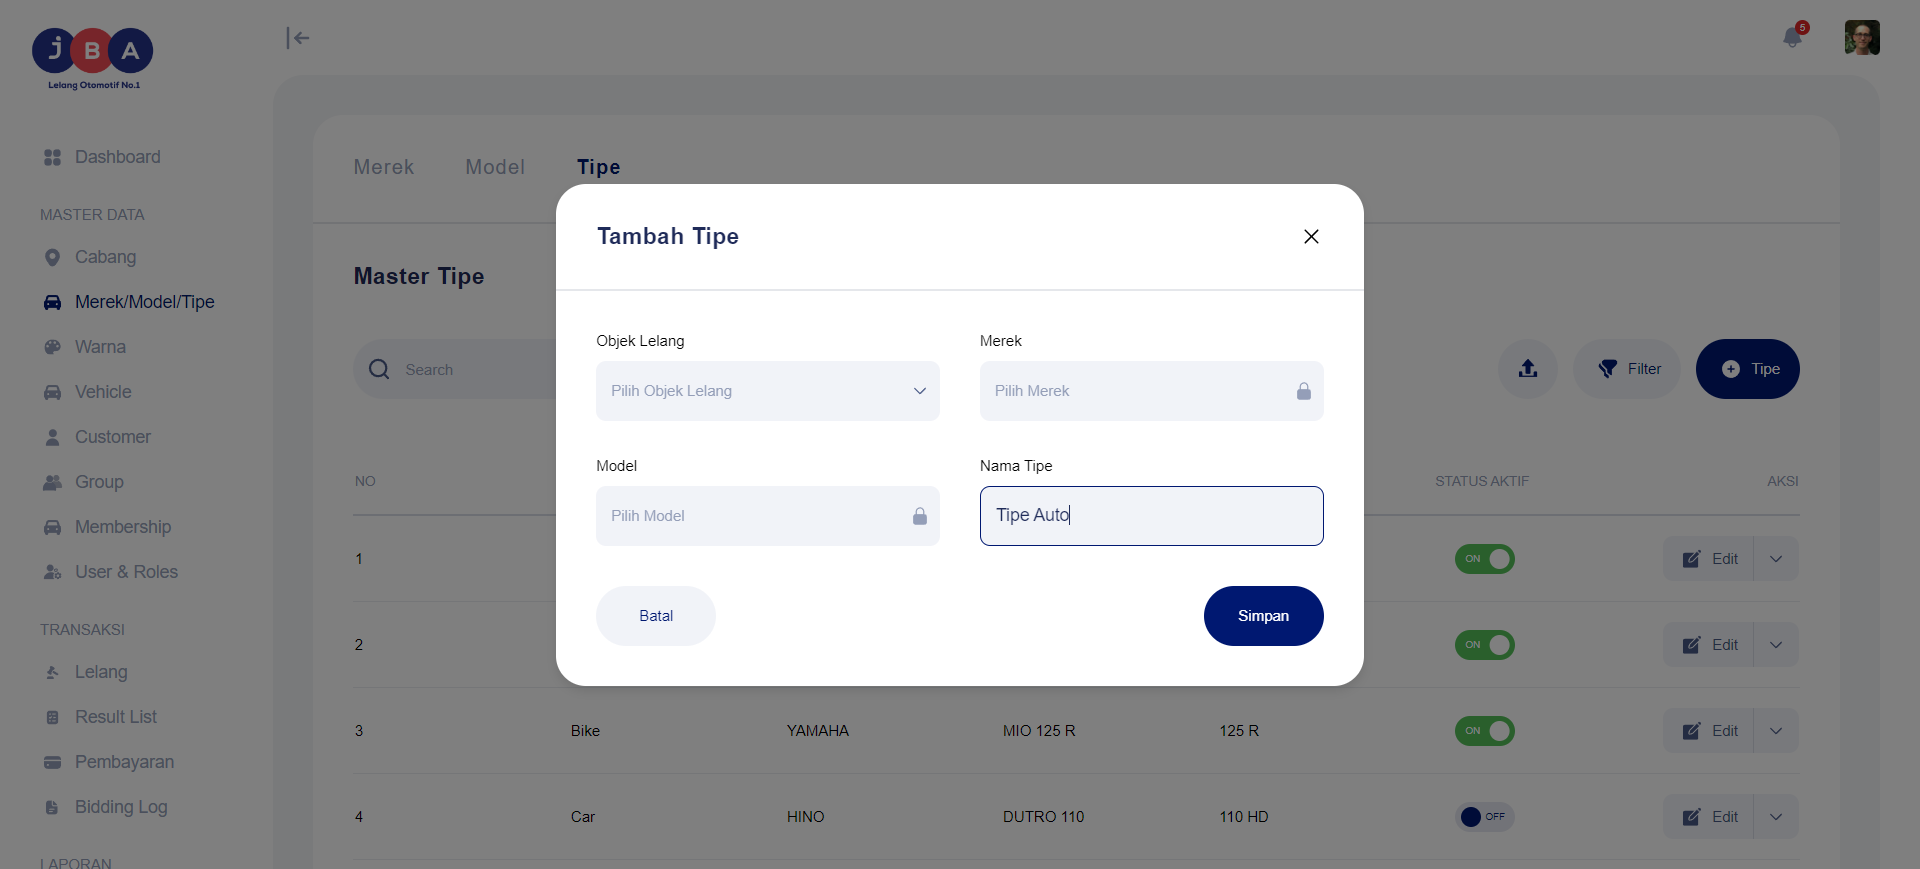 JBA
Lelang Otomotif No.1
5
Dashboard
MASTER DATA
Cabang
Merek/Model/Tipe
Warna
Vehicle
Customer
Group
Membership
User & Roles
TRANSAKSI
Lelang
Result List
Pembayaran
Bidding Log
LAPORAN
Merek Model Tipe
Master Tipe
Search
Filter
Tipe
NO STATUS AKTIF AKSI
1 ON Edit
2 ON Edit
3 Bike YAMAHA MIO 125 R 125 R ON Edit
4 Car HINO DUTRO 110 110 HD OFF Edit
Tambah Tipe
Objek Lelang
Pilih Objek Lelang
Merek
Pilih Merek
Model
Pilih Model
Nama Tipe
Tipe Auto
Batal
Simpan